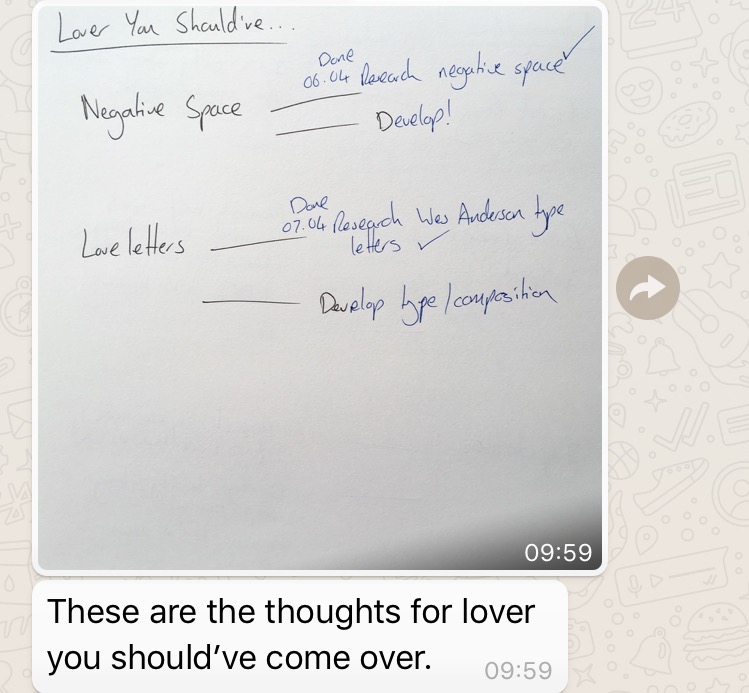 Lover You Should've...
Done
06.04 Research negative space
Negative Space
Develop!
Done
07.04 Research Wes Anderson type
letters
Love letters
Develop type/composition
09:59
These are the thoughts for lover
you should've come over.
09:59